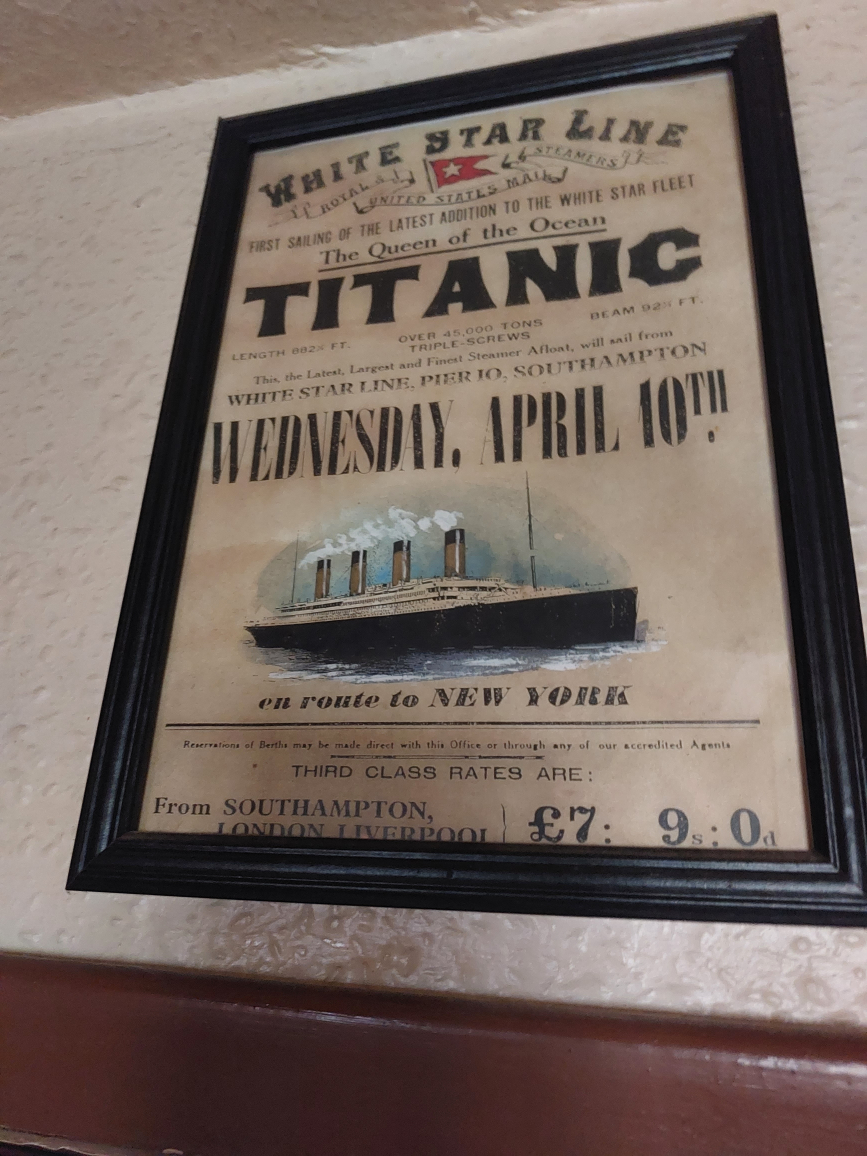 WHITE STAR LINE
ROYAL & UNITED STATES MAIL STEAMERS
FIRST SAILING OF THE LATEST ADDITION TO THE WHITE STAR FLEET
The Queen of the Ocean
TITANIC
LENGTH 882½ FT. OVER 45,000 TONS BEAM 92½ FT.
TRIPLE-SCREWS
This, the Latest, Largest and Finest Steamer Afloat, will sail from
WHITE STAR LINE, PIER 10, SOUTHAMPTON
WEDNESDAY, APRIL 10TH.
en route to NEW YORK
Reservations of Berths may be made direct with this Office or through any of our accredited Agents
THIRD CLASS RATES ARE:
From SOUTHAMPTON, £7: 9s: 0d
LONDON LIVERPOOL